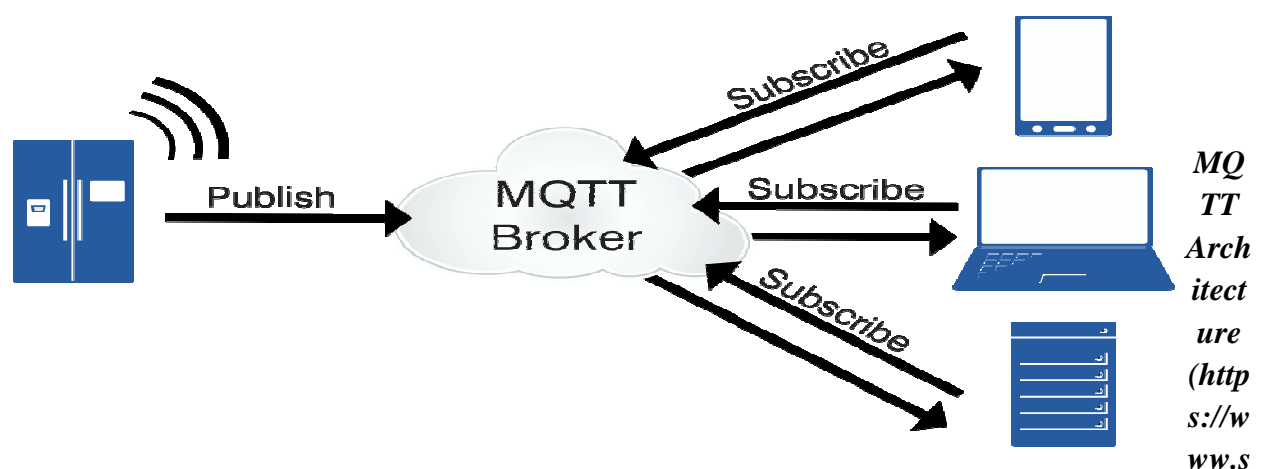 Subscribe
Publish
MQTT
Broker
Subscribe
Subscribe
MQ
TT
Arch
itect
ure
(http
s://w
ww.s